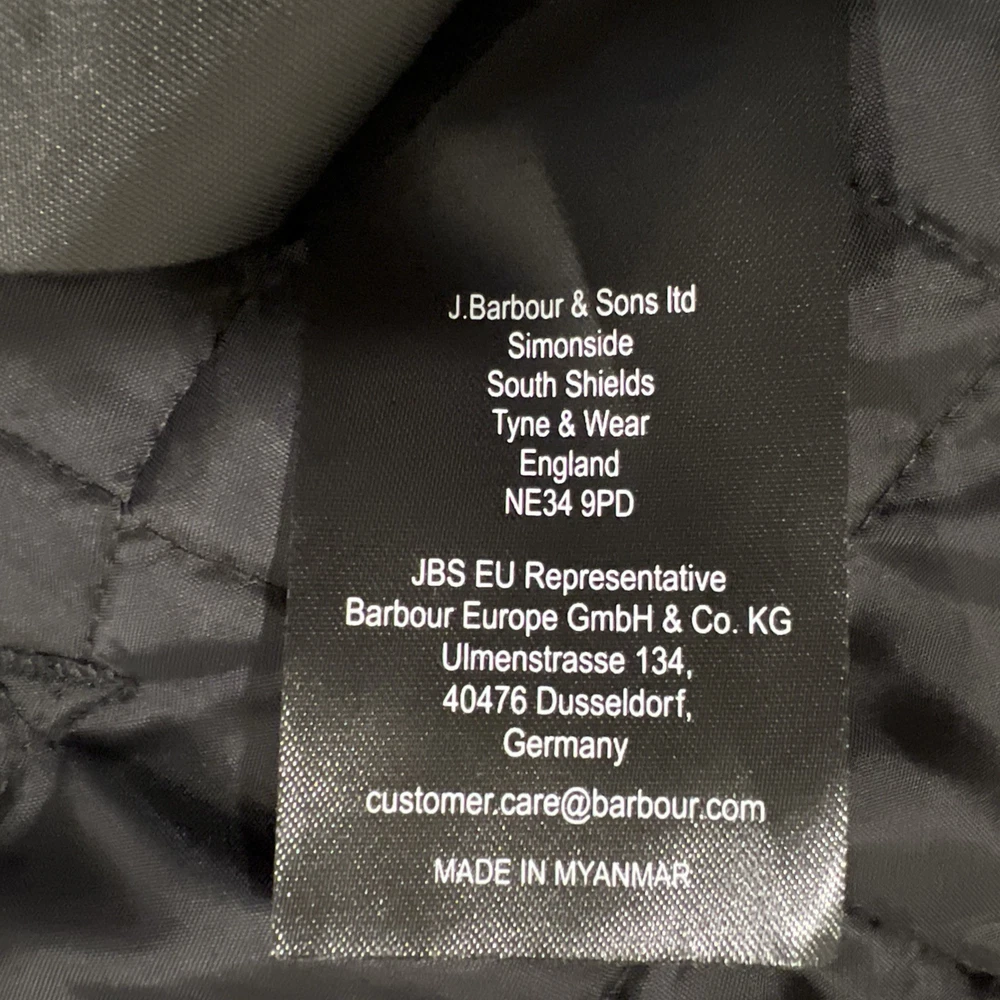 J.Barbour & Sons ltd
Simonside
South Shields
Tyne & Wear
England
NE34 9PD
JBS EU Representative
Barbour Europe GmbH & Co. KG
Ulmenstrasse 134,
40476 Dusseldorf,
Germany
customer.care@barbour.com
MADE IN MYANMAR